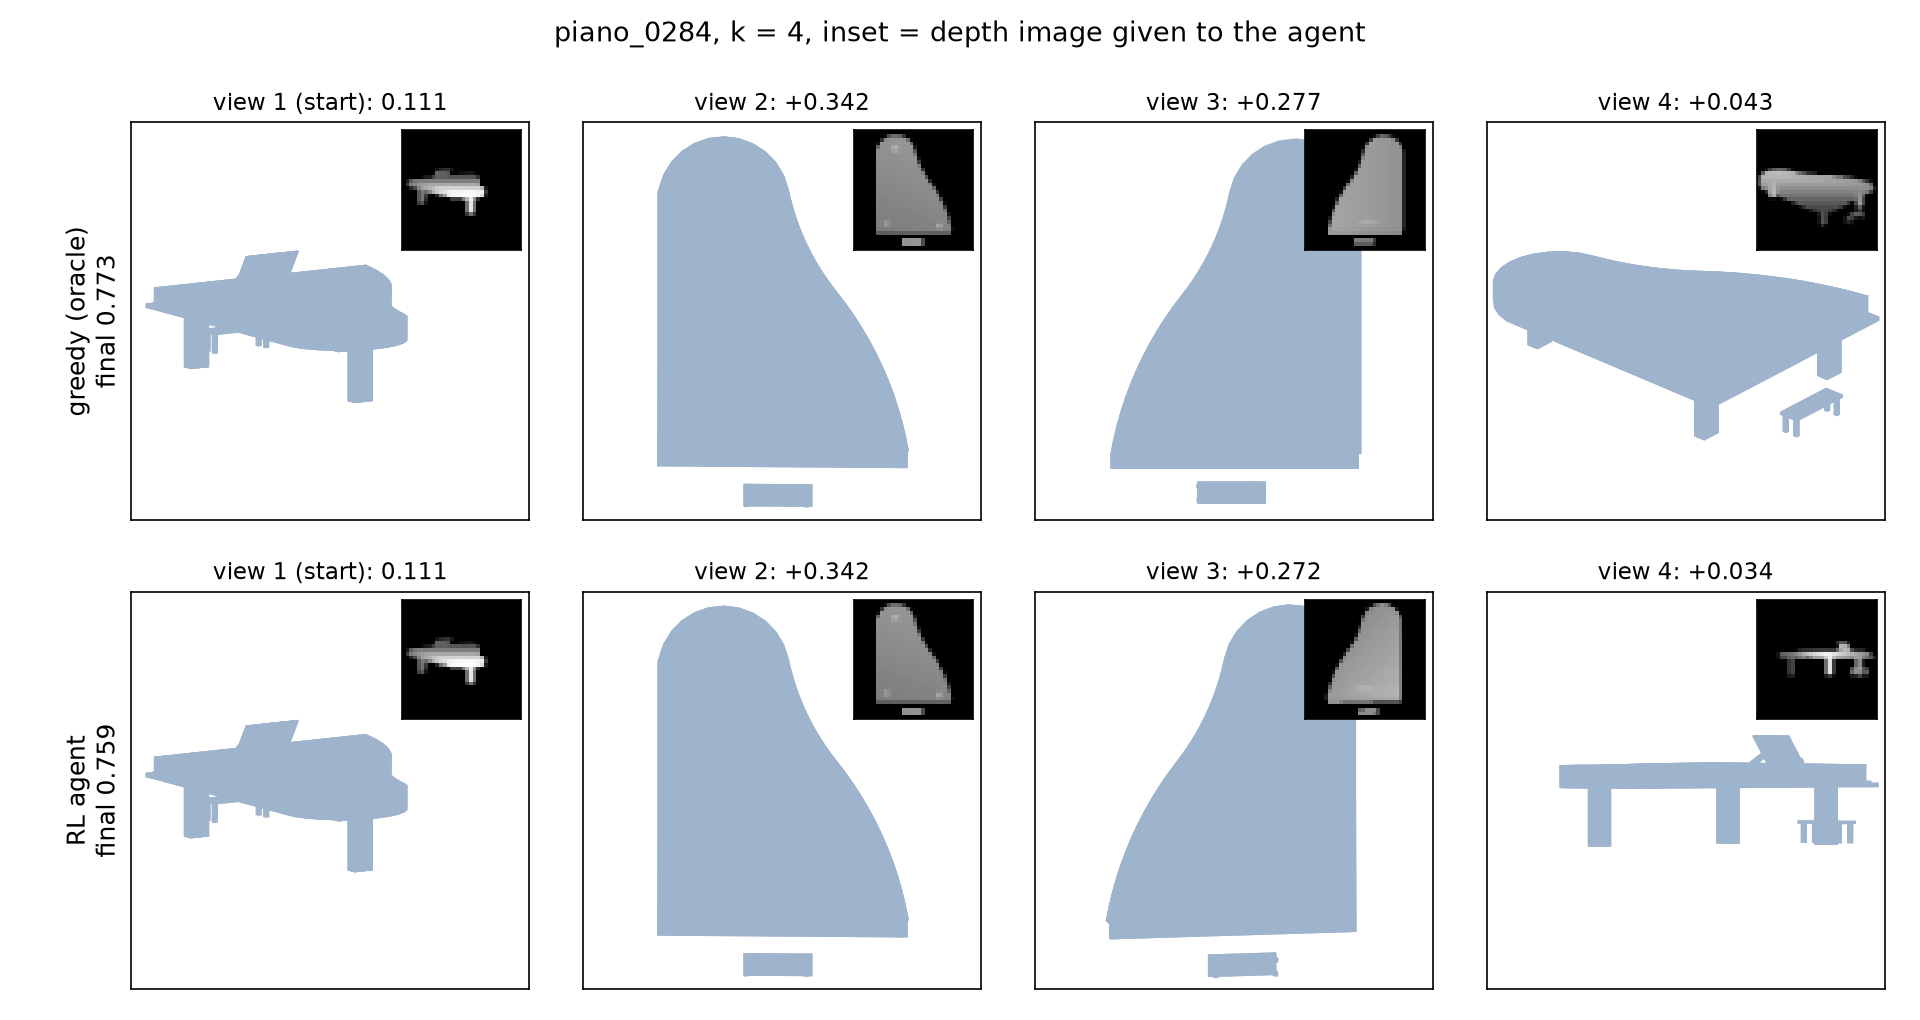 piano_0284, k = 4, inset = depth image given to the agent
greedy (oracle)
final 0.773
view 1 (start): 0.111
view 2: +0.342
view 3: +0.277
view 4: +0.043
RL agent
final 0.759
view 1 (start): 0.111
view 2: +0.342
view 3: +0.272
view 4: +0.034